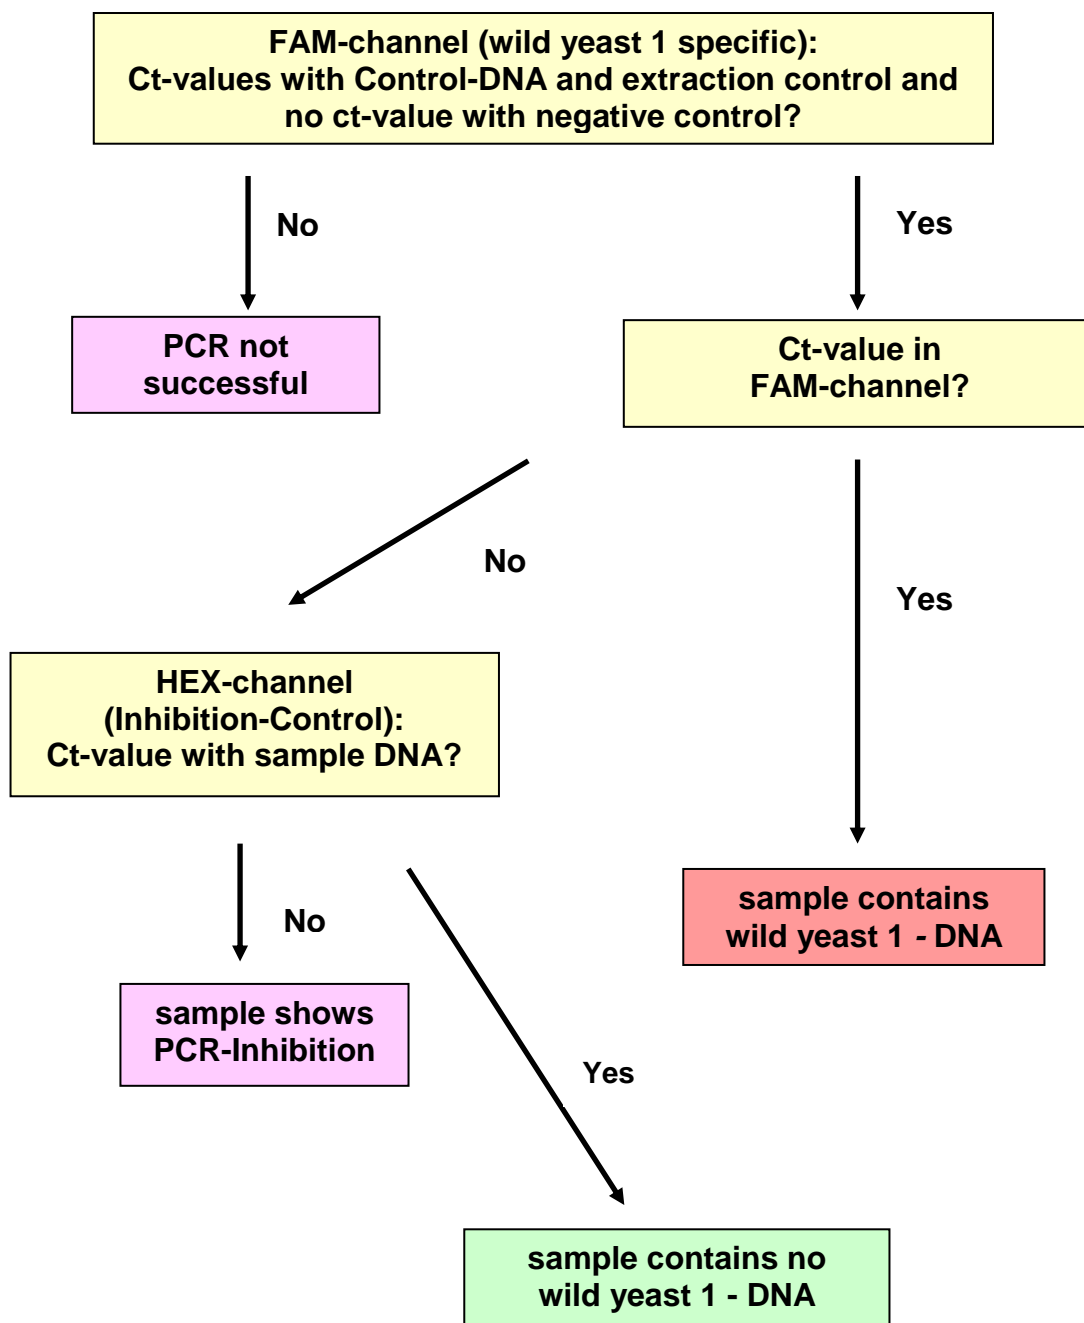 FAM-channel (wild yeast 1 specific):
Ct-values with Control-DNA and extraction control and
no ct-value with negative control?
No
Yes
PCR not
successful
Ct-value in
FAM-channel?
No
Yes
HEX-channel
(Inhibition-Control):
Ct-value with sample DNA?
No
sample contains
wild yeast 1 - DNA
sample shows
PCR-Inhibition
Yes
sample contains no
wild yeast 1 - DNA